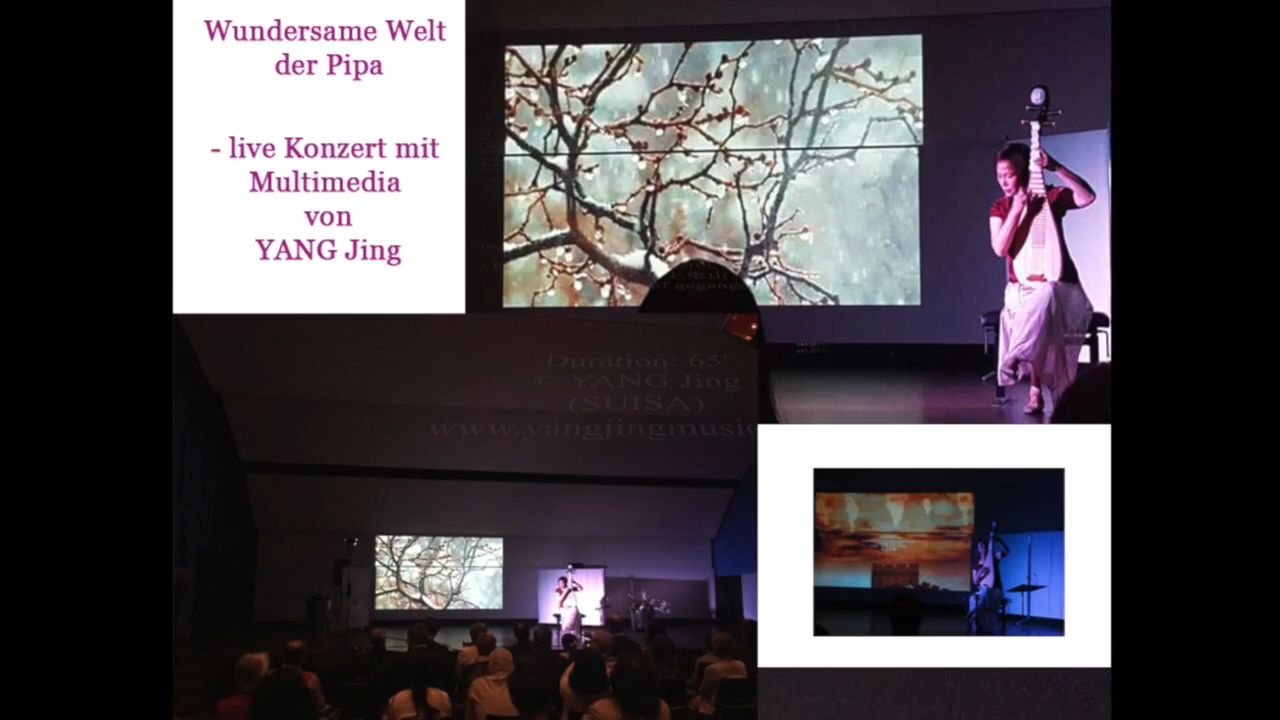 Wundersame Welt
der Pipa
- live Konzert mit
Multimedia
von
YANG Jing
Duration: 65'
© YANG Jing
(SUISA)
www.yangjingmusic